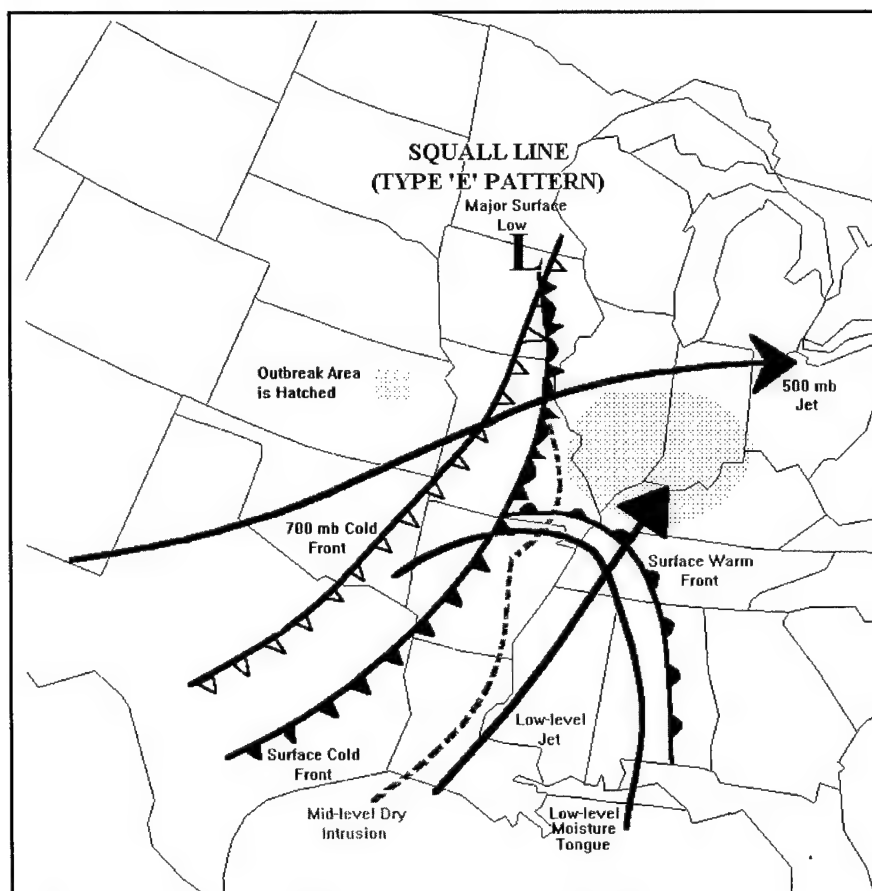 SQUALL LINE
(TYPE 'E' PATTERN)
Major Surface
Low
L
Outbreak Area
is Hatched
500 mb
Jet
700 mb Cold
Front
Surface Warm
Front
Low-level
Jet
Surface Cold
Front
Mid-level Dry
Intrusion
Low-level
Moisture
Tongue